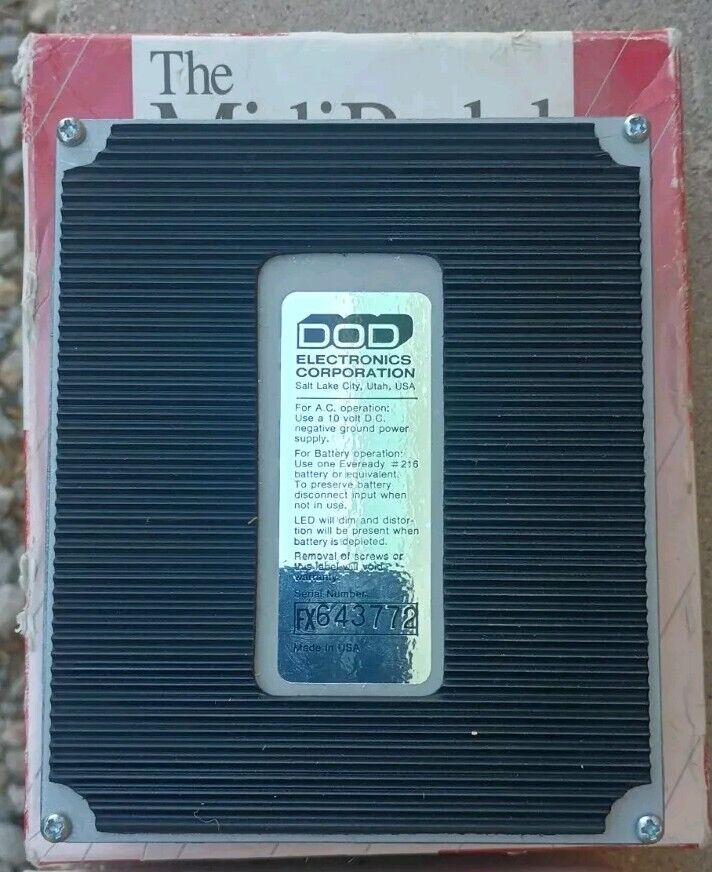 The
MidiPedal
DOD
ELECTRONICS
CORPORATION
Salt Lake City, Utah, USA
For A.C. operation:
Use a 10 volt D.C.
negative ground power
supply.
For Battery operation:
Use one Eveready #216
battery or equivalent.
To preserve battery
disconnect input when
not in use.
LED will dim and distor-
tion will be present when
battery is depleted.
Removal of screws or
this label will void
warranty.
Serial Number
FX643772
Made in USA